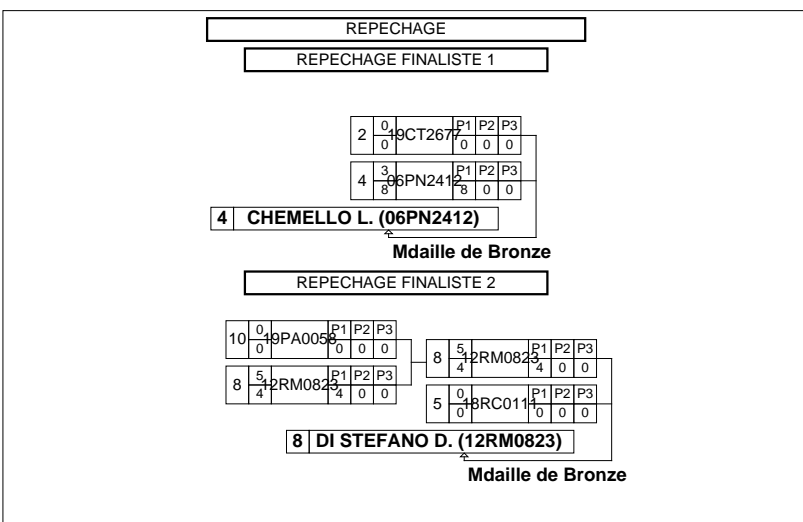 REPECHAGE
REPECHAGE FINALISTE 1
2 0 0 19CT2677 P1 P2 P3 0 0 0
4 3 8 06PN2412 P1 P2 P3 8 0 0
4 CHEMELLO L. (06PN2412)
Mdaille de Bronze
REPECHAGE FINALISTE 2
10 0 0 19PA0058 P1 P2 P3 0 0 0
8 5 4 12RM0823 P1 P2 P3 4 0 0
8 5 4 12RM0823 P1 P2 P3 4 0 0
5 0 0 18RC0111 P1 P2 P3 0 0 0
8 DI STEFANO D. (12RM0823)
Mdaille de Bronze